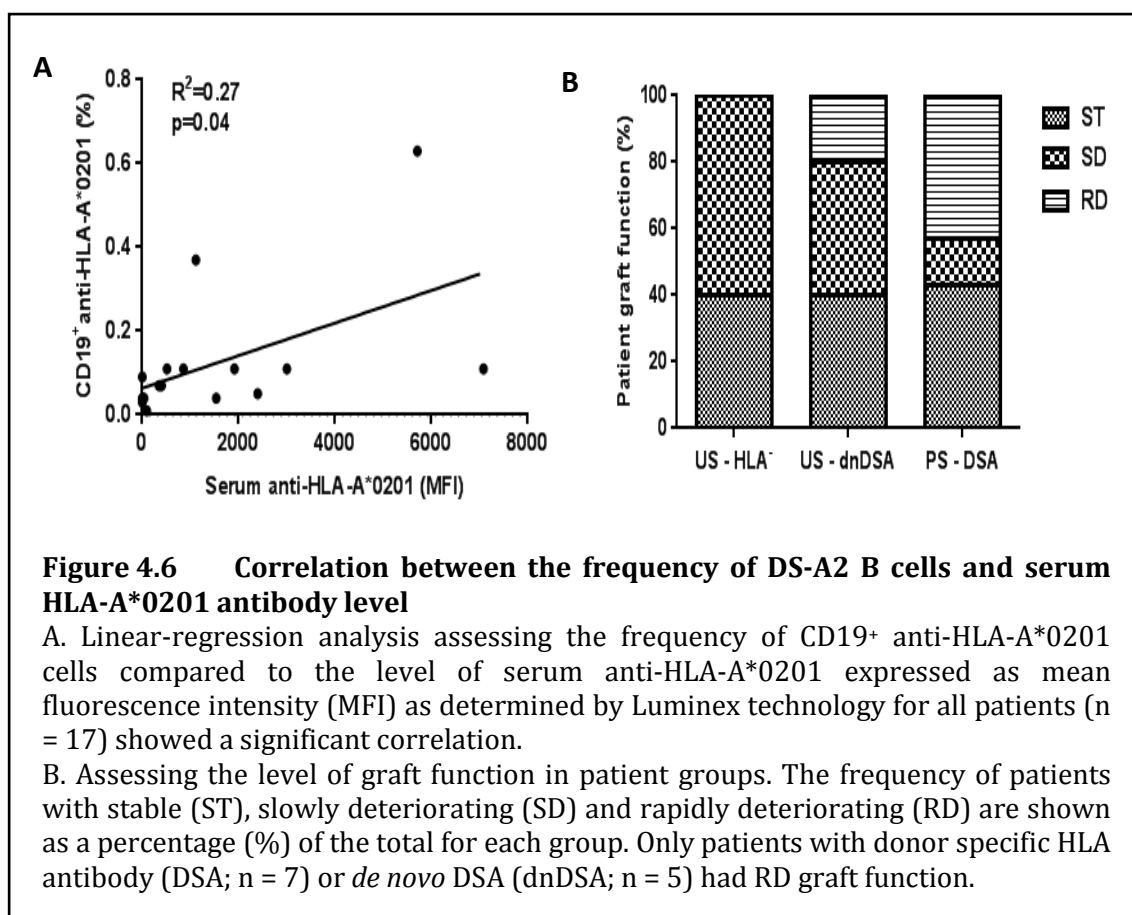 A
R²=0.27
p=0.04
CD19⁺ anti-HLA-A*0201 (%)
0.8
0.6
0.4
0.2
0.0
0
2000
4000
6000
8000
Serum anti-HLA-A*0201 (MFI)
B
Patient graft function (%)
100
80
60
40
20
0
US - HLA⁻
US - dnDSA
PS - DSA
ST
SD
RD
Figure 4.6 Correlation between the frequency of DS-A2 B cells and serum
HLA-A*0201 antibody level
A. Linear-regression analysis assessing the frequency of CD19⁺ anti-HLA-A*0201
cells compared to the level of serum anti-HLA-A*0201 expressed as mean
fluorescence intensity (MFI) as determined by Luminex technology for all patients (n
= 17) showed a significant correlation.
B. Assessing the level of graft function in patient groups. The frequency of patients
with stable (ST), slowly deteriorating (SD) and rapidly deteriorating (RD) are shown
as a percentage (%) of the total for each group. Only patients with donor specific HLA
antibody (DSA; n = 7) or de novo DSA (dnDSA; n = 5) had RD graft function.